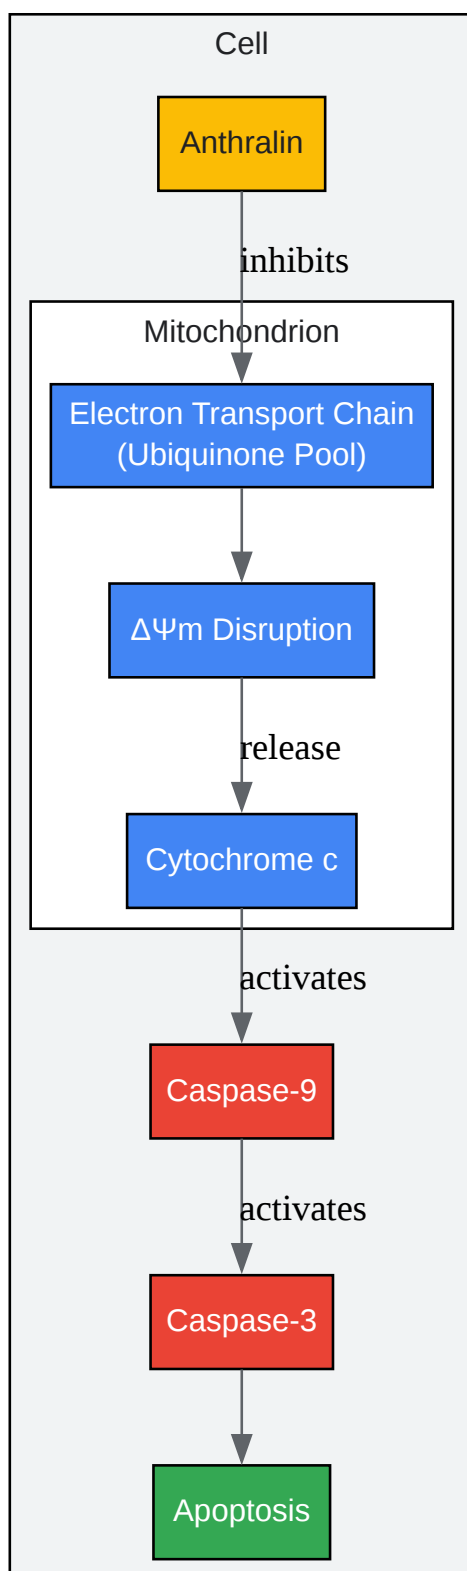 Cell
Anthralin
inhibits
Mitochondrion
Electron Transport Chain
(Ubiquinone Pool)
ΔΨm Disruption
release
Cytochrome c
activates
Caspase-9
activates
Caspase-3
Apoptosis